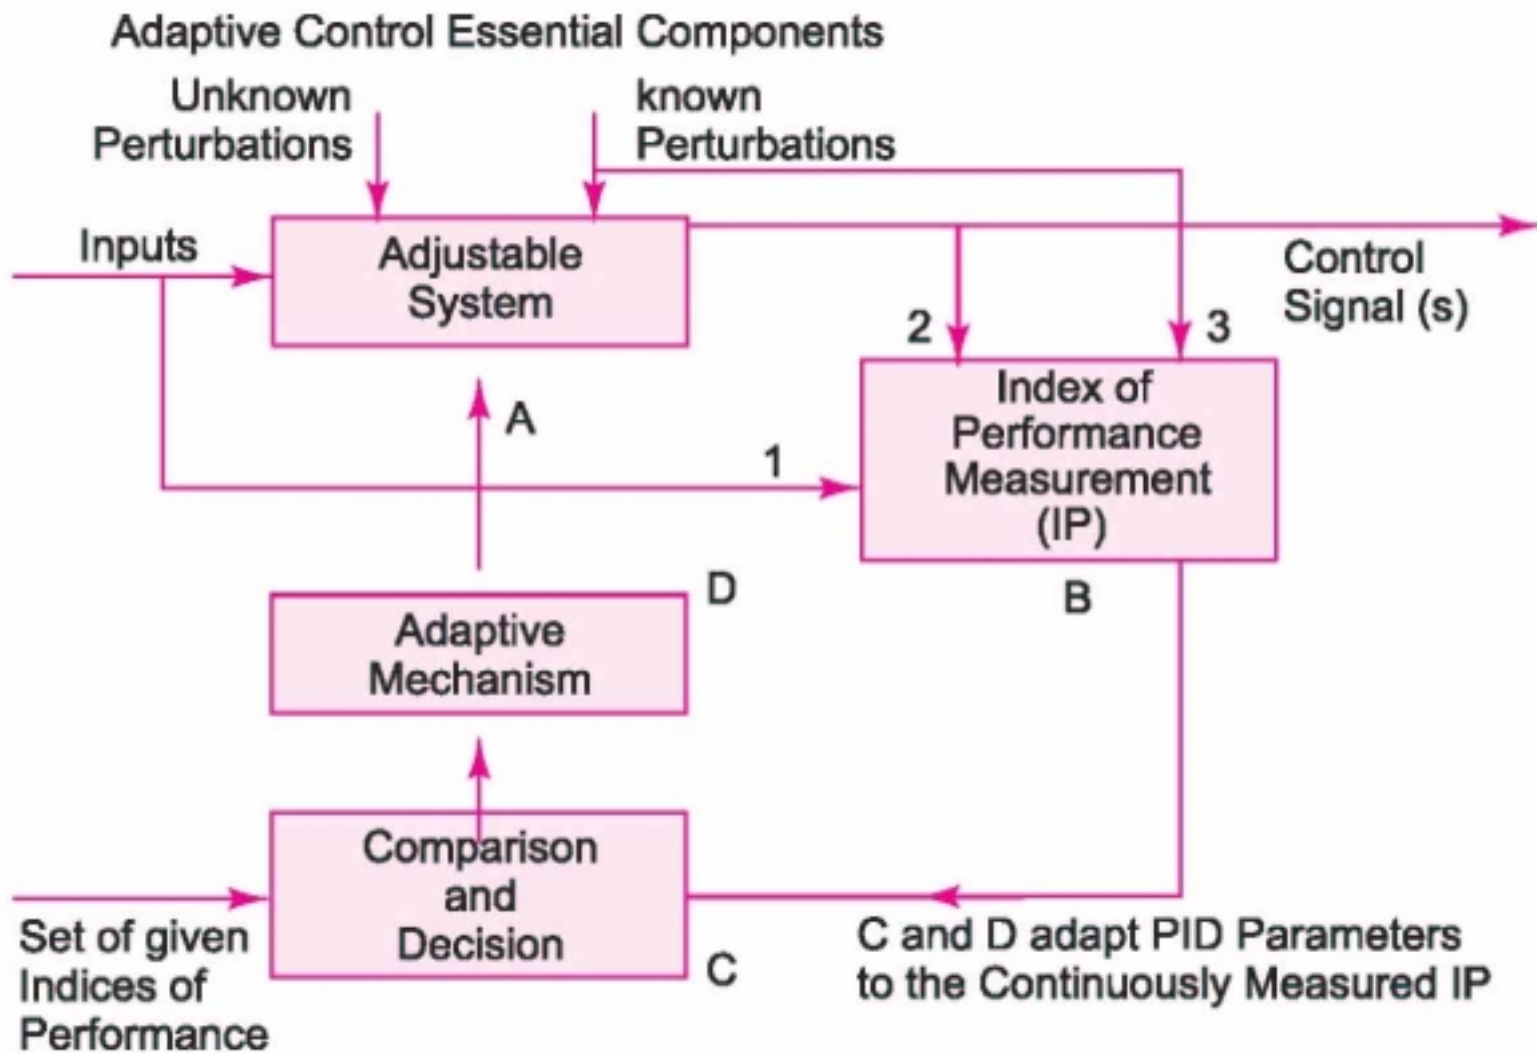 Adaptive Control Essential Components
Unknown
Perturbations
known
Perturbations
Inputs
Adjustable
System
Control
Signal (s)
2
3
A
1
Index of
Performance
Measurement
(IP)
B
D
Adaptive
Mechanism
Comparison
and
Decision
C
Set of given
Indices of
Performance
C and D adapt PID Parameters
to the Continuously Measured IP